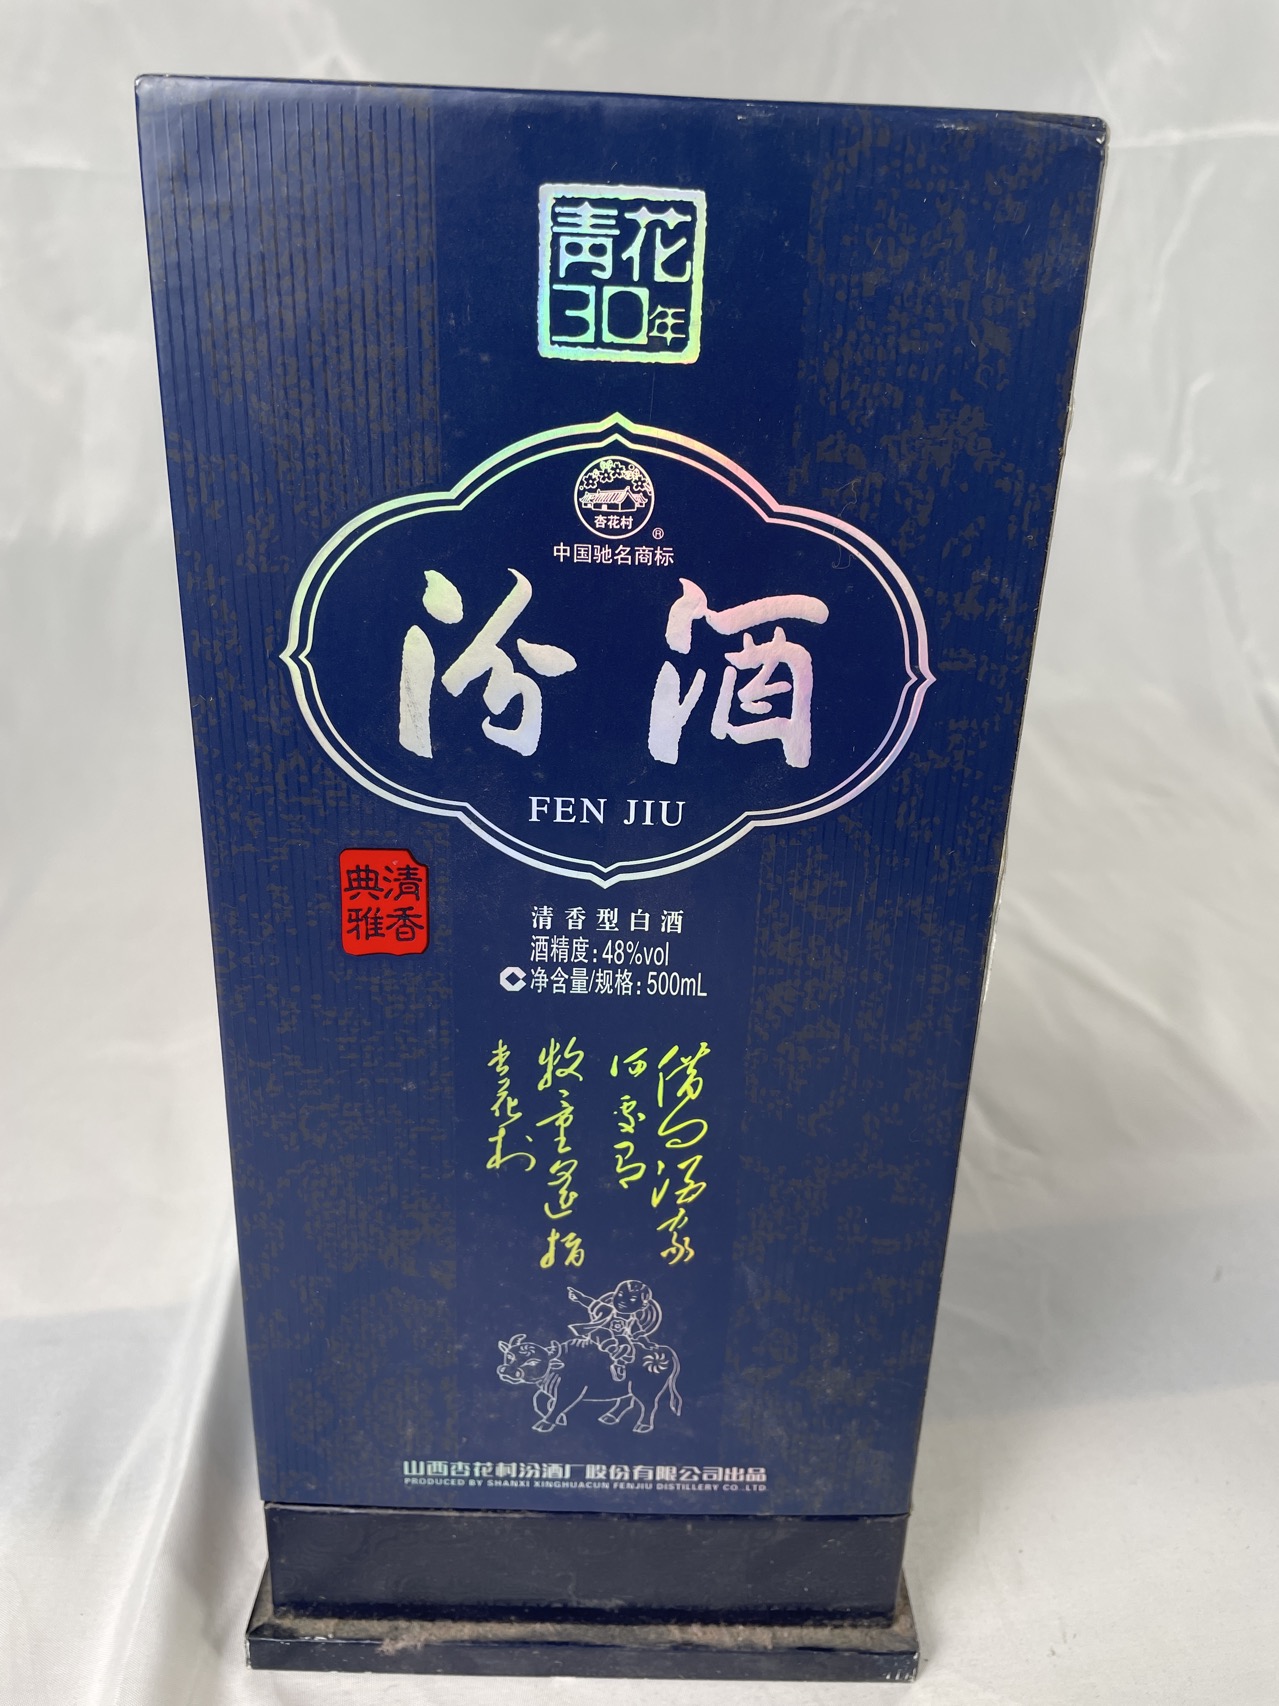 青花
30年
杏花村
®
中国驰名商标
汾酒
FEN JIU
清香
典雅
清香型白酒
酒精度:48%vol
净含量/规格:500mL
借问酒家
何处有
牧童遥指
杏花村
山西杏花村汾酒厂股份有限公司出品
PRODUCED BY SHANXI XINGHUACUN FENJIU DISTILLERY CO.,LTD.